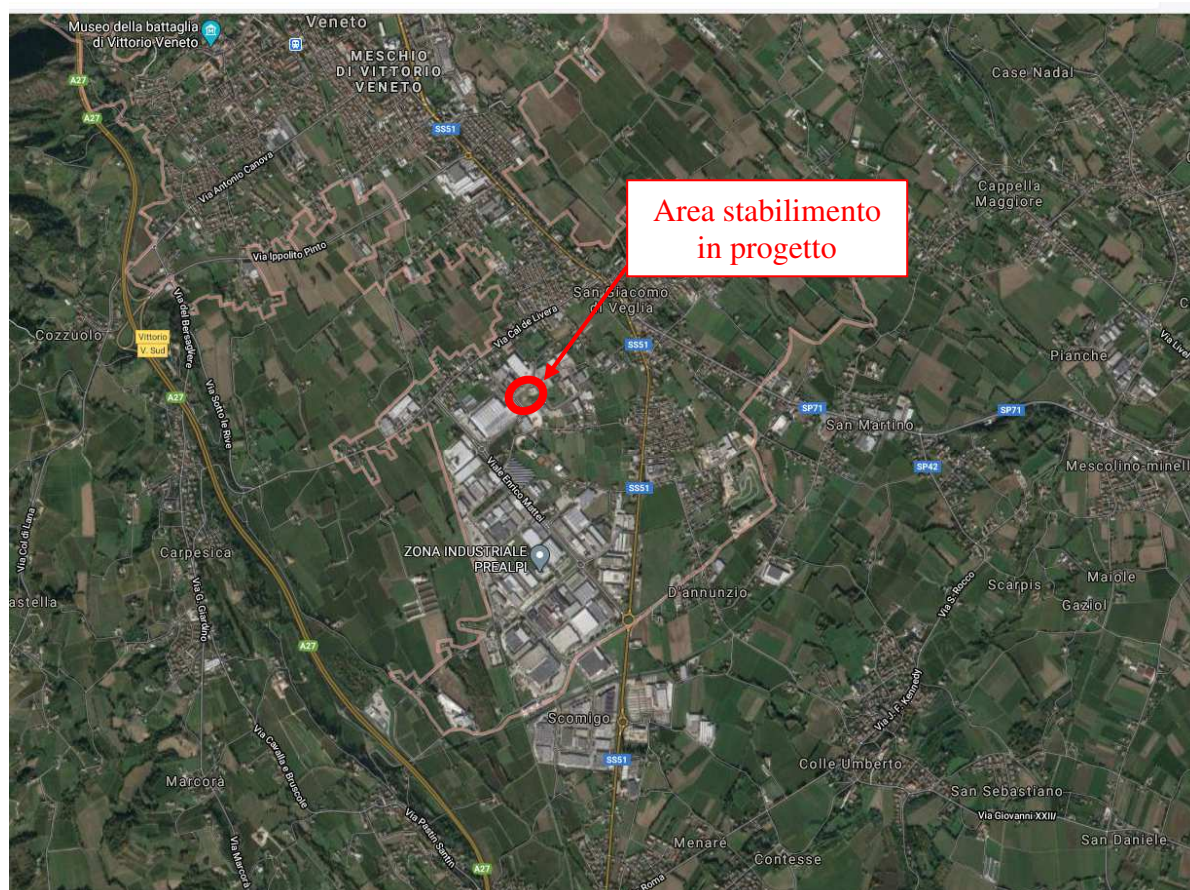 Museo della battaglia
di Vittorio Veneto
Veneto
MESCHIO
DI VITTORIO
VENETO
A27
A27
SS51
Case Nadal
Via Antonio Canova
Cappella
Maggiore
Area stabilimento
in progetto
Via Ippolito Pinto
San Giacomo
di Veglia
Via del Bersagliere
Via Cal de Livera
Cozzuolo
Vittorio
V. Sud
SS51
Pianche
A27
Via Sotto le Rive
SP71
SP71
San Martino
SP42
Mescolino-minell
Viale Enrico Mattei
SS51
Via Col di Lana
Carpesica
ZONA INDUSTRIALE
PREALPI
Via G. Giardino
D'annunzio
Via S. Rocco
Scarpis
Maiole
Gaziol
astella
A27
Via J.F. Kennedy
Scomigo
Via Cavalla e Bruscole
SS51
Colle Umberto
Marcorà
San Sebastiano
Via Giovanni XXIII
Via Pastin Santin
Via Marcorà
Menare
San Daniele
Contesse
A27
Roma